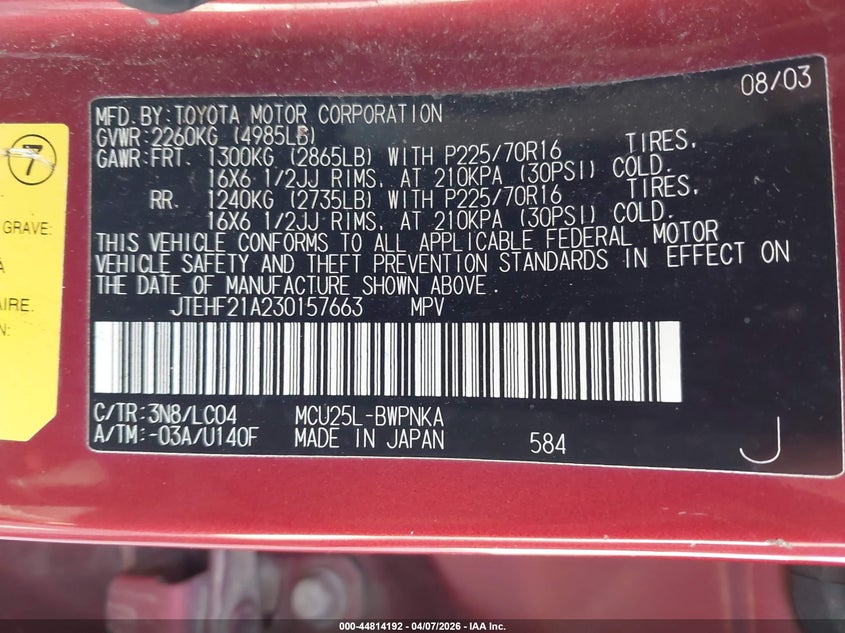 08/03
MFD.BY:TOYOTA MOTOR CORPORATION
GVWR:2260KG (4985LB)
GAWR:FRT. 1300KG (2865LB) WITH P225/70R16 TIRES,
16X6 1/2JJ RIMS, AT 210KPA (30PSI) COLD.
RR. 1240KG (2735LB) WITH P225/70R16 TIRES,
16X6 1/2JJ RIMS, AT 210KPA (30PSI) COLD.
THIS VEHICLE CONFORMS TO ALL APPLICABLE FEDERAL MOTOR
VEHICLE SAFETY AND THEFT PREVENTION STANDARDS IN EFFECT ON
THE DATE OF MANUFACTURE SHOWN ABOVE.
JTEHF21A230157663 MPV
C/TR:3N8/LC04 MCU25L-BWPNKA
A/TM:-03A/U140F MADE IN JAPAN 584 J
7
GRAVE:
A
AIRE.
N:
000-44814192 - 04/07/2026 - IAA Inc.